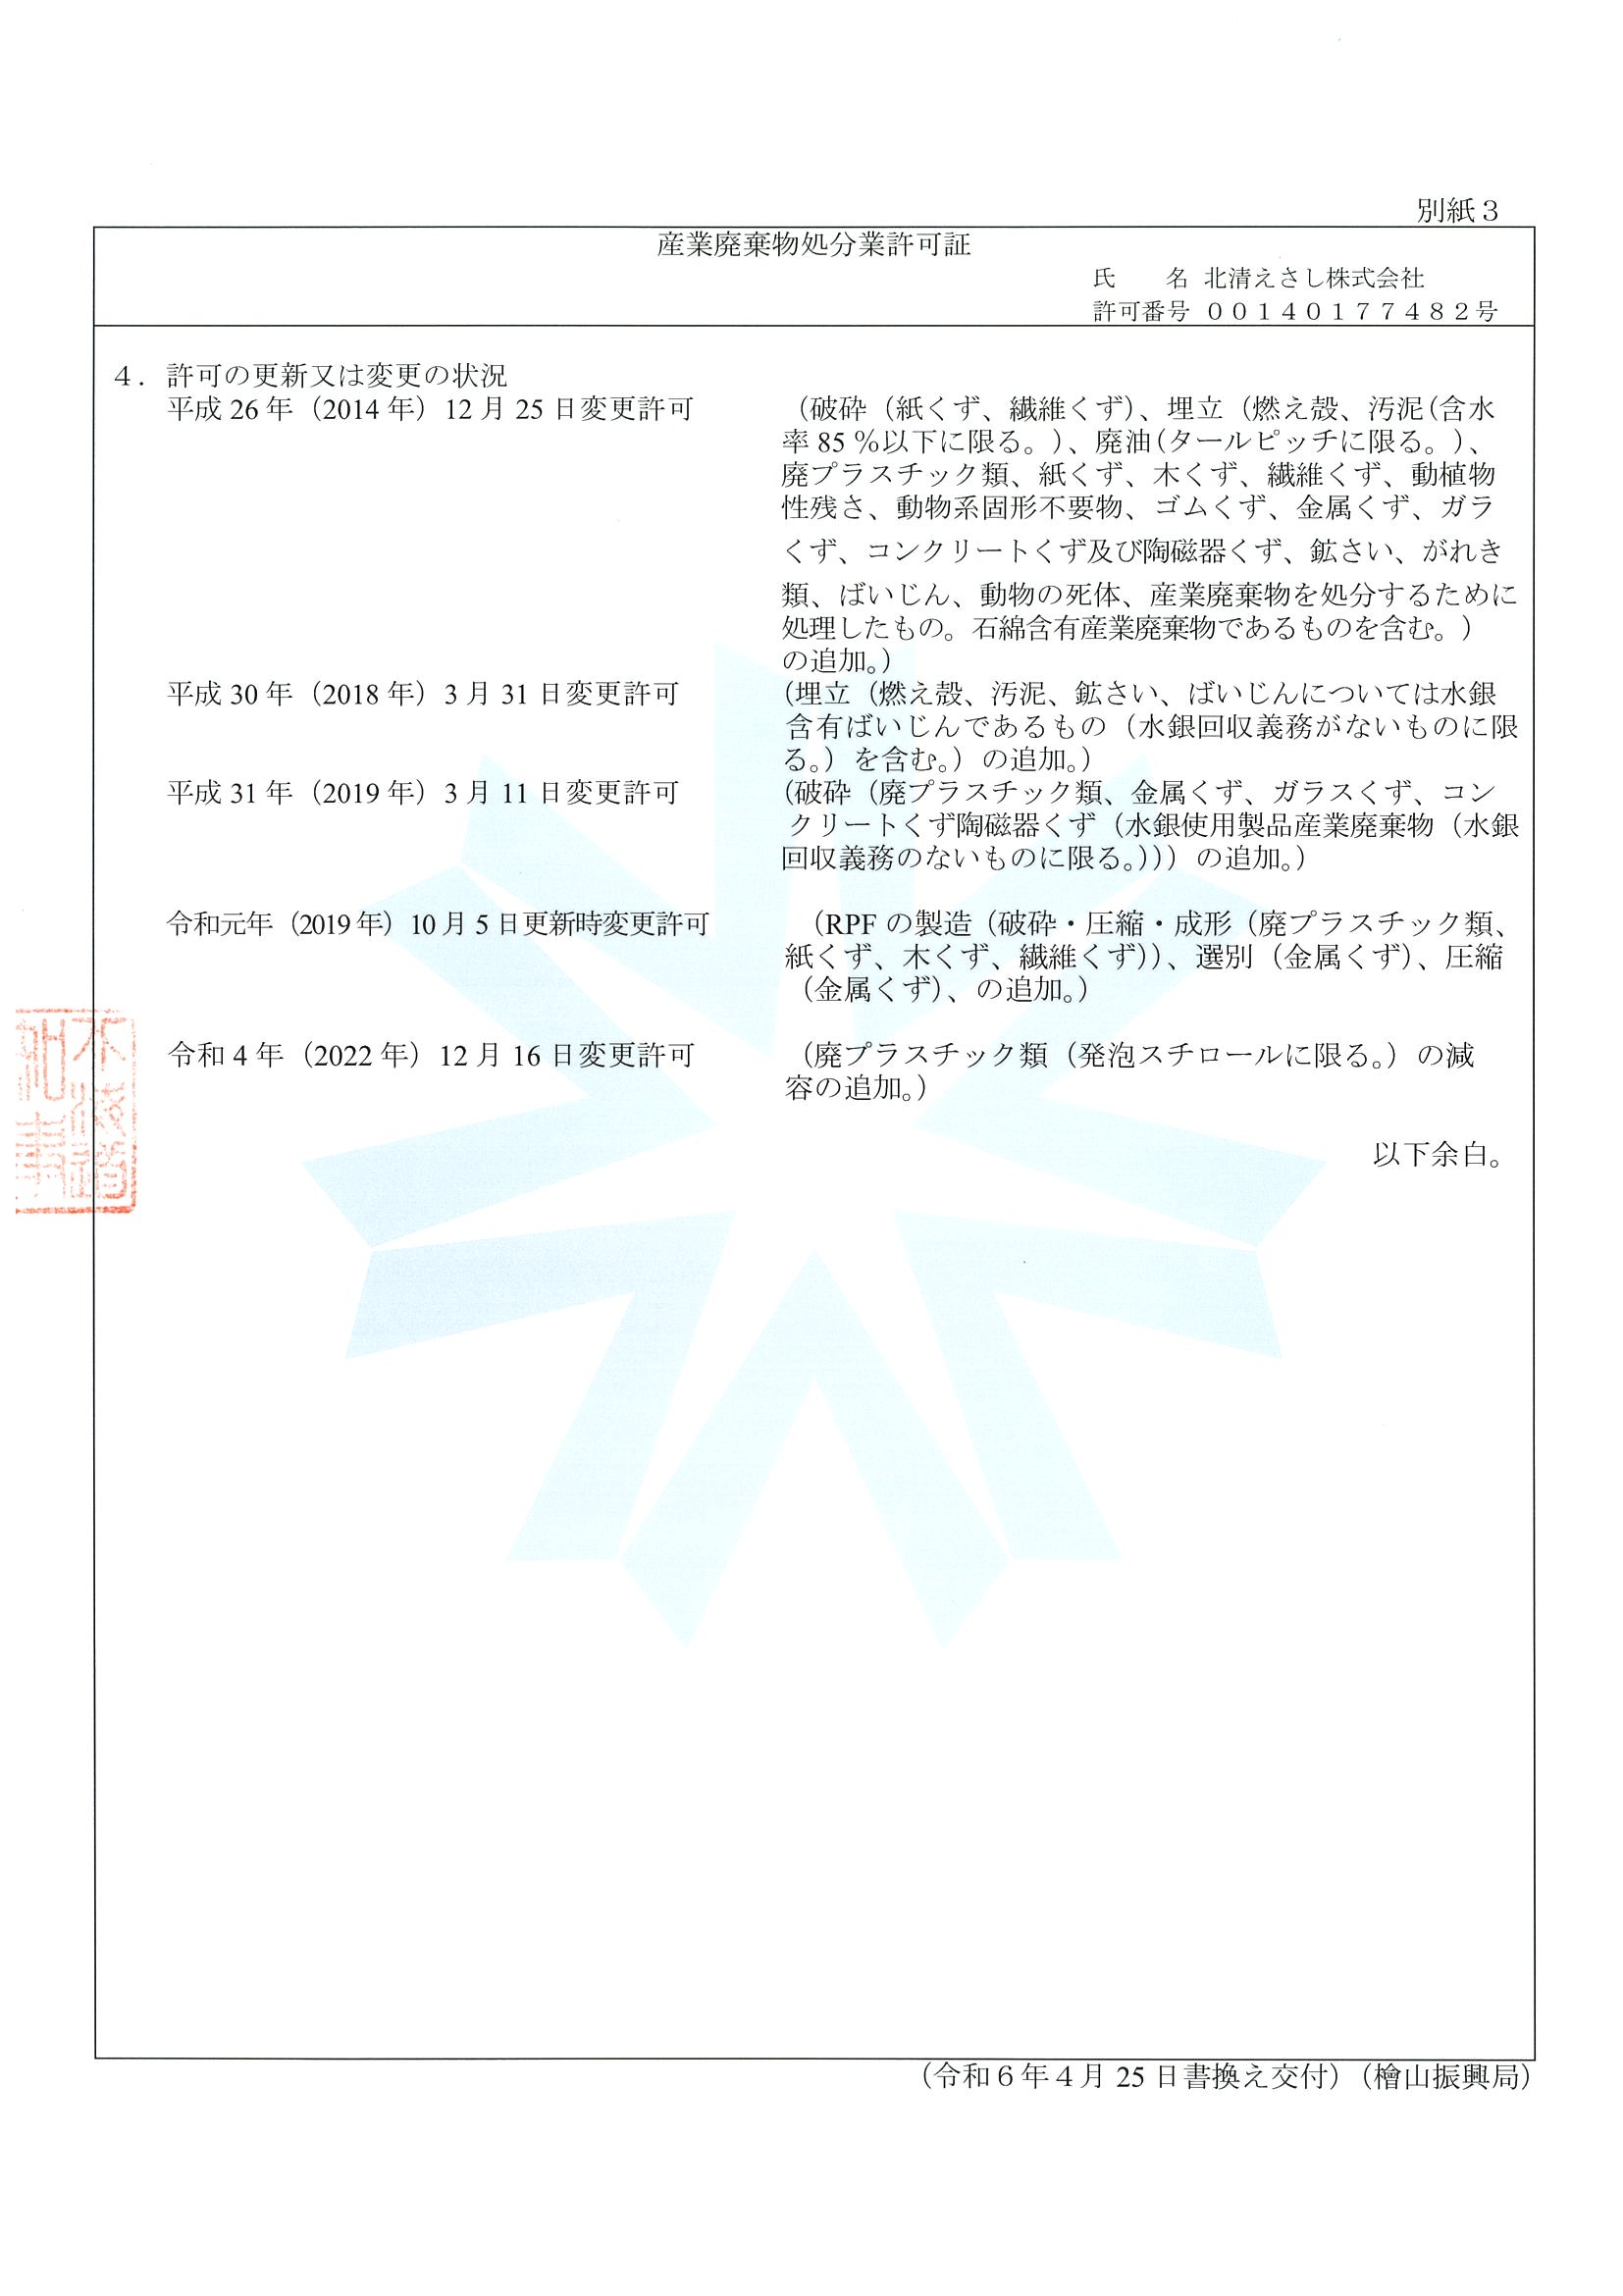 別紙３
産業廃棄物処分業許可証
氏　　名 北清えさし株式会社
許可番号 ００１４０１７７４８２号
４．許可の更新又は変更の状況
平成 26 年（2014 年）12 月 25 日変更許可　（破砕（紙くず、繊維くず）、埋立（燃え殻、汚泥（含水
率 85 %以下に限る。）、廃油（タールピッチに限る。）、
廃プラスチック類、紙くず、木くず、繊維くず、動植物
性残さ、動物系固形不要物、ゴムくず、金属くず、ガラ
くず、コンクリートくず及び陶磁器くず、鉱さい、がれき
類、ばいじん、動物の死体、産業廃棄物を処分するために
処理したもの。石綿含有産業廃棄物であるものを含む。）
の追加。）
平成 30 年（2018 年）3 月 31 日変更許可　（埋立（燃え殻、汚泥、鉱さい、ばいじんについては水銀
含有ばいじんであるもの（水銀回収義務がないものに限
る。）を含む。）の追加。）
平成 31 年（2019 年）3 月 11 日変更許可　（破砕（廃プラスチック類、金属くず、ガラスくず、コン
クリートくず陶磁器くず（水銀使用製品産業廃棄物（水銀
回収義務のないものに限る。）））の追加。）
令和元年（2019 年）10 月 5 日更新時変更許可　（RPF の製造（破砕・圧縮・成形（廃プラスチック類、
紙くず、木くず、繊維くず））、選別（金属くず）、圧縮
（金属くず）、の追加。）
令和 4 年（2022 年）12 月 16 日変更許可　（廃プラスチック類（発泡スチロールに限る。）の減
容の追加。）
以下余白。
（令和６年４月 25 日書換え交付）（檜山振興局）